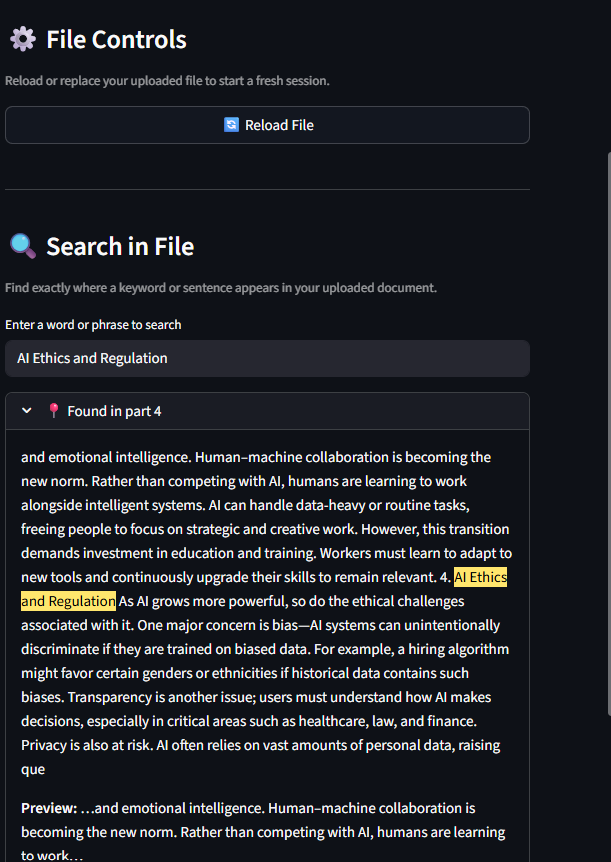 File Controls
Reload or replace your uploaded file to start a fresh session.
Reload File
Search in File
Find exactly where a keyword or sentence appears in your uploaded document.
Enter a word or phrase to search
AI Ethics and Regulation
Found in part 4
and emotional intelligence. Human–machine collaboration is becoming the
new norm. Rather than competing with AI, humans are learning to work
alongside intelligent systems. AI can handle data-heavy or routine tasks,
freeing people to focus on strategic and creative work. However, this transition
demands investment in education and training. Workers must learn to adapt to
new tools and continuously upgrade their skills to remain relevant. 4. AI Ethics
and Regulation As AI grows more powerful, so do the ethical challenges
associated with it. One major concern is bias—AI systems can unintentionally
discriminate if they are trained on biased data. For example, a hiring algorithm
might favor certain genders or ethnicities if historical data contains such
biases. Transparency is another issue; users must understand how AI makes
decisions, especially in critical areas such as healthcare, law, and finance.
Privacy is also at risk. AI often relies on vast amounts of personal data, raising
que
Preview: …and emotional intelligence. Human–machine collaboration is
becoming the new norm. Rather than competing with AI, humans are learning
to work…